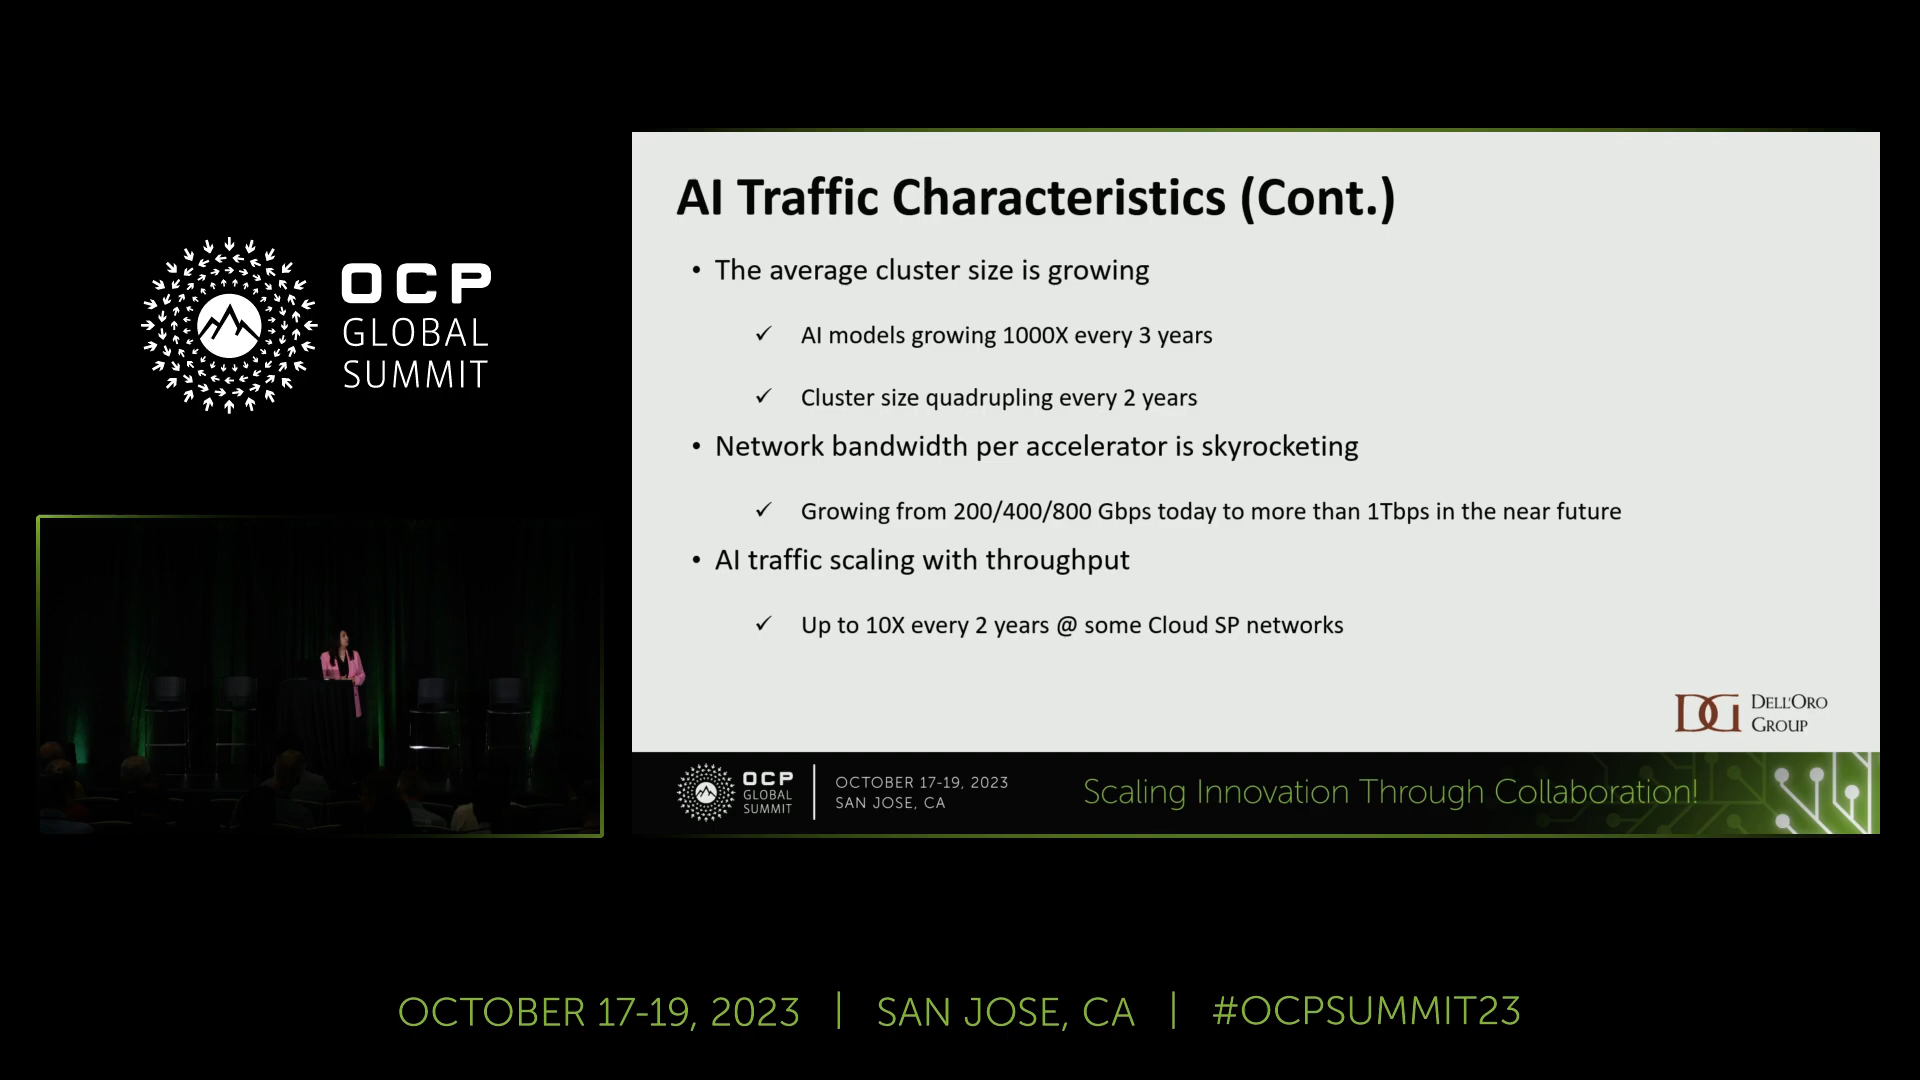 OCP
GLOBAL
SUMMIT
AI Traffic Characteristics (Cont.)
• The average cluster size is growing
✓ AI models growing 1000X every 3 years
✓ Cluster size quadrupling every 2 years
• Network bandwidth per accelerator is skyrocketing
✓ Growing from 200/400/800 Gbps today to more than 1Tbps in the near future
• AI traffic scaling with throughput
✓ Up to 10X every 2 years @ some Cloud SP networks
DG
DELL'ORO
GROUP
OCP
GLOBAL
SUMMIT
OCTOBER 17-19, 2023
SAN JOSE, CA
Scaling Innovation Through Collaboration!
OCTOBER 17-19, 2023 | SAN JOSE, CA | #OCPSUMMIT23